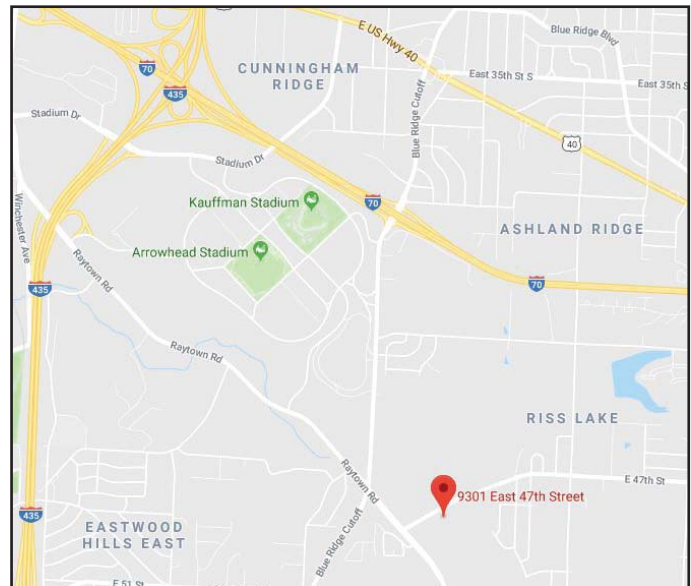 E US Hwy 40
Blue Ridge Blvd
70
CUNNINGHAM
RIDGE
East 35th St S
East 35th S
435
Blue Ridge Cutoff
Stadium Dr
Stadium Dr
40
Kauffman Stadium
70
Winchester Ave
ASHLAND RIDGE
Arrowhead Stadium
Raytown Rd
435
70
Raytown Rd
RISS LAKE
Raytown Rd
E 47th St
9301 East 47th Street
435
EASTWOOD
HILLS EAST
Blue Ridge Cutoff
E 51 St